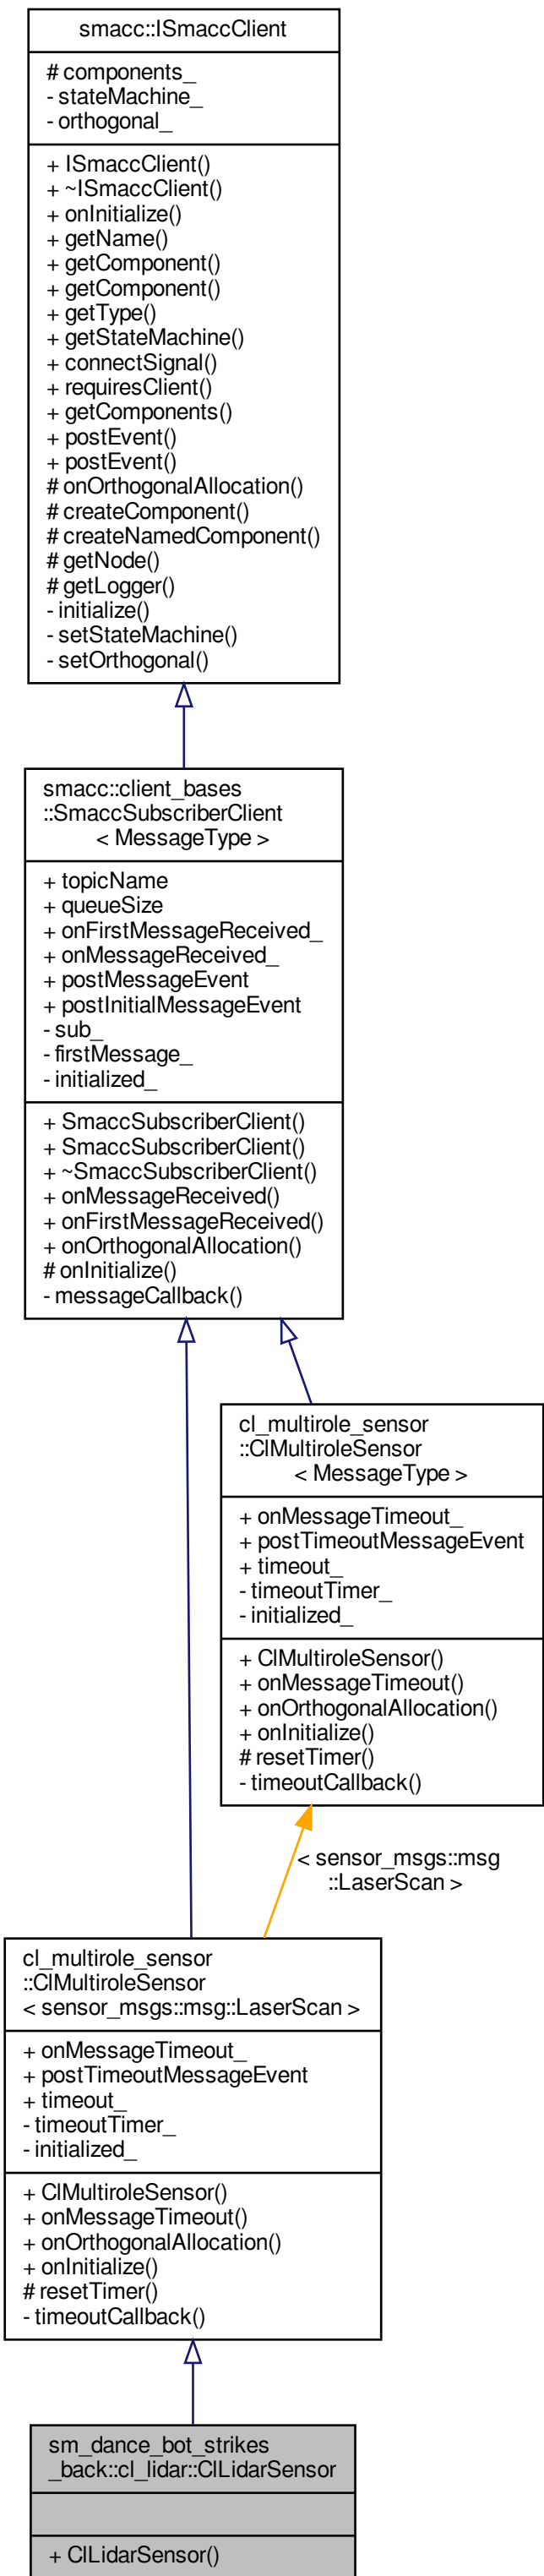 smacc::ISmaccClient
# components_
- stateMachine_
- orthogonal_
+ ISmaccClient()
+ ~ISmaccClient()
+ onInitialize()
+ getName()
+ getComponent()
+ getComponent()
+ getType()
+ getStateMachine()
+ connectSignal()
+ requiresClient()
+ getComponents()
+ postEvent()
+ postEvent()
# onOrthogonalAllocation()
# createComponent()
# createNamedComponent()
# getNode()
# getLogger()
- initialize()
- setStateMachine()
- setOrthogonal()
smacc::client_bases
::SmaccSubscriberClient
< MessageType >
+ topicName
+ queueSize
+ onFirstMessageReceived_
+ onMessageReceived_
+ postMessageEvent
+ postInitialMessageEvent
- sub_
- firstMessage_
- initialized_
+ SmaccSubscriberClient()
+ SmaccSubscriberClient()
+ ~SmaccSubscriberClient()
+ onMessageReceived()
+ onFirstMessageReceived()
+ onOrthogonalAllocation()
# onInitialize()
- messageCallback()
cl_multirole_sensor
::ClMultiroleSensor
< MessageType >
+ onMessageTimeout_
+ postTimeoutMessageEvent
+ timeout_
- timeoutTimer_
- initialized_
+ ClMultiroleSensor()
+ onMessageTimeout()
+ onOrthogonalAllocation()
+ onInitialize()
# resetTimer()
- timeoutCallback()
< sensor_msgs::msg
::LaserScan >
cl_multirole_sensor
::ClMultiroleSensor
< sensor_msgs::msg::LaserScan >
+ onMessageTimeout_
+ postTimeoutMessageEvent
+ timeout_
- timeoutTimer_
- initialized_
+ ClMultiroleSensor()
+ onMessageTimeout()
+ onOrthogonalAllocation()
+ onInitialize()
# resetTimer()
- timeoutCallback()
sm_dance_bot_strikes
_back::cl_lidar::ClLidarSensor
+ ClLidarSensor()